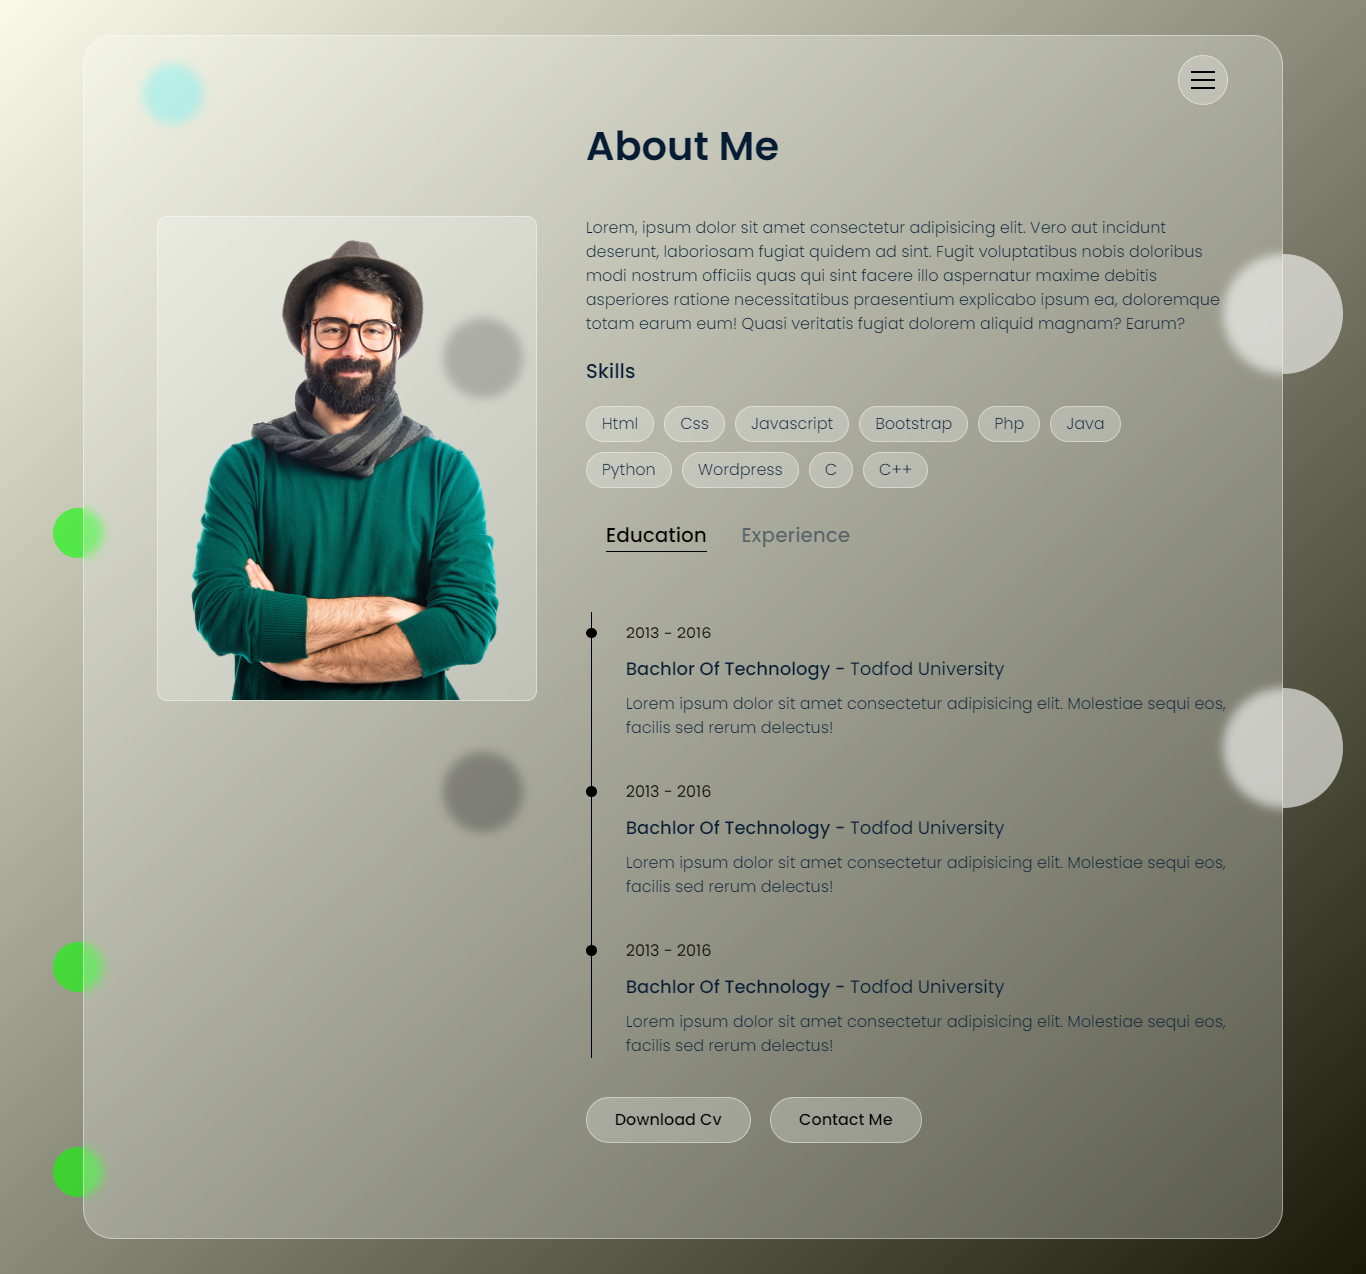 About Me
Lorem, ipsum dolor sit amet consectetur adipisicing elit. Vero aut incidunt
deserunt, laboriosam fugiat quidem ad sint. Fugit voluptatibus nobis doloribus
modi nostrum officiis quas qui sint facere illo aspernatur maxime debitis
asperiores ratione necessitatibus praesentium explicabo ipsum ea, doloremque
totam earum eum! Quasi veritatis fugiat dolorem aliquid magnam? Earum?
Skills
Html Css Javascript Bootstrap Php Java
Python Wordpress C C++
Education Experience
2013 - 2016
Bachlor Of Technology - Todfod University
Lorem ipsum dolor sit amet consectetur adipisicing elit. Molestiae sequi eos,
facilis sed rerum delectus!
2013 - 2016
Bachlor Of Technology - Todfod University
Lorem ipsum dolor sit amet consectetur adipisicing elit. Molestiae sequi eos,
facilis sed rerum delectus!
2013 - 2016
Bachlor Of Technology - Todfod University
Lorem ipsum dolor sit amet consectetur adipisicing elit. Molestiae sequi eos,
facilis sed rerum delectus!
Download Cv Contact Me